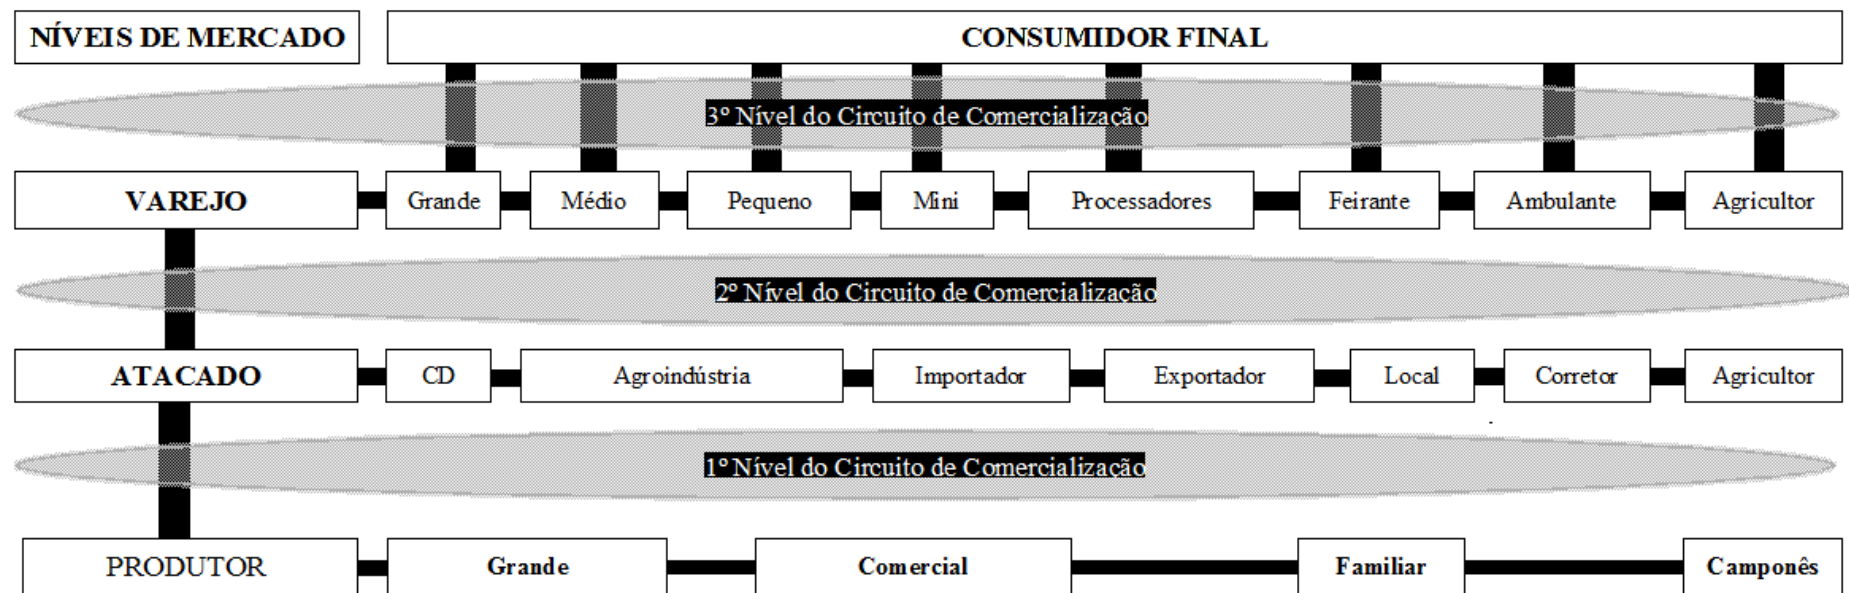 NÍVEIS DE MERCADO
CONSUMIDOR FINAL
3º Nível do Circuito de Comercialização
VAREJO
Grande
Médio
Pequeno
Mini
Processadores
Feirante
Ambulante
Agricultor
2º Nível do Circuito de Comercialização
ATACADO
CD
Agroindústria
Importador
Exportador
Local
Corretor
Agricultor
1º Nível do Circuito de Comercialização
PRODUTOR
Grande
Comercial
Familiar
Camponês